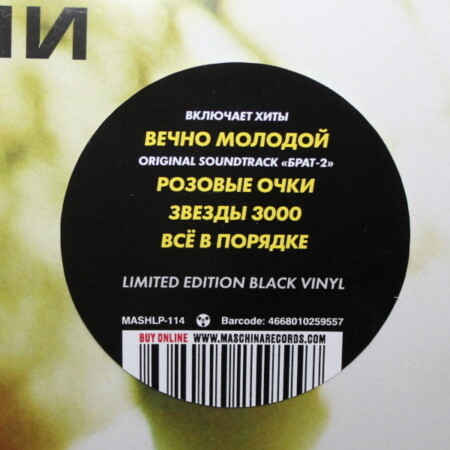 ЛИ
ВКЛЮЧАЕТ ХИТЫ
ВЕЧНО МОЛОДОЙ
ORIGINAL SOUNDTRACK «БРАТ-2»
РОЗОВЫЕ ОЧКИ
ЗВЕЗДЫ 3000
ВСЁ В ПОРЯДКЕ
LIMITED EDITION BLACK VINYL
MASHLP-114 Barcode: 4668010259557
BUY ONLINE WWW.MASCHINARECORDS.COM